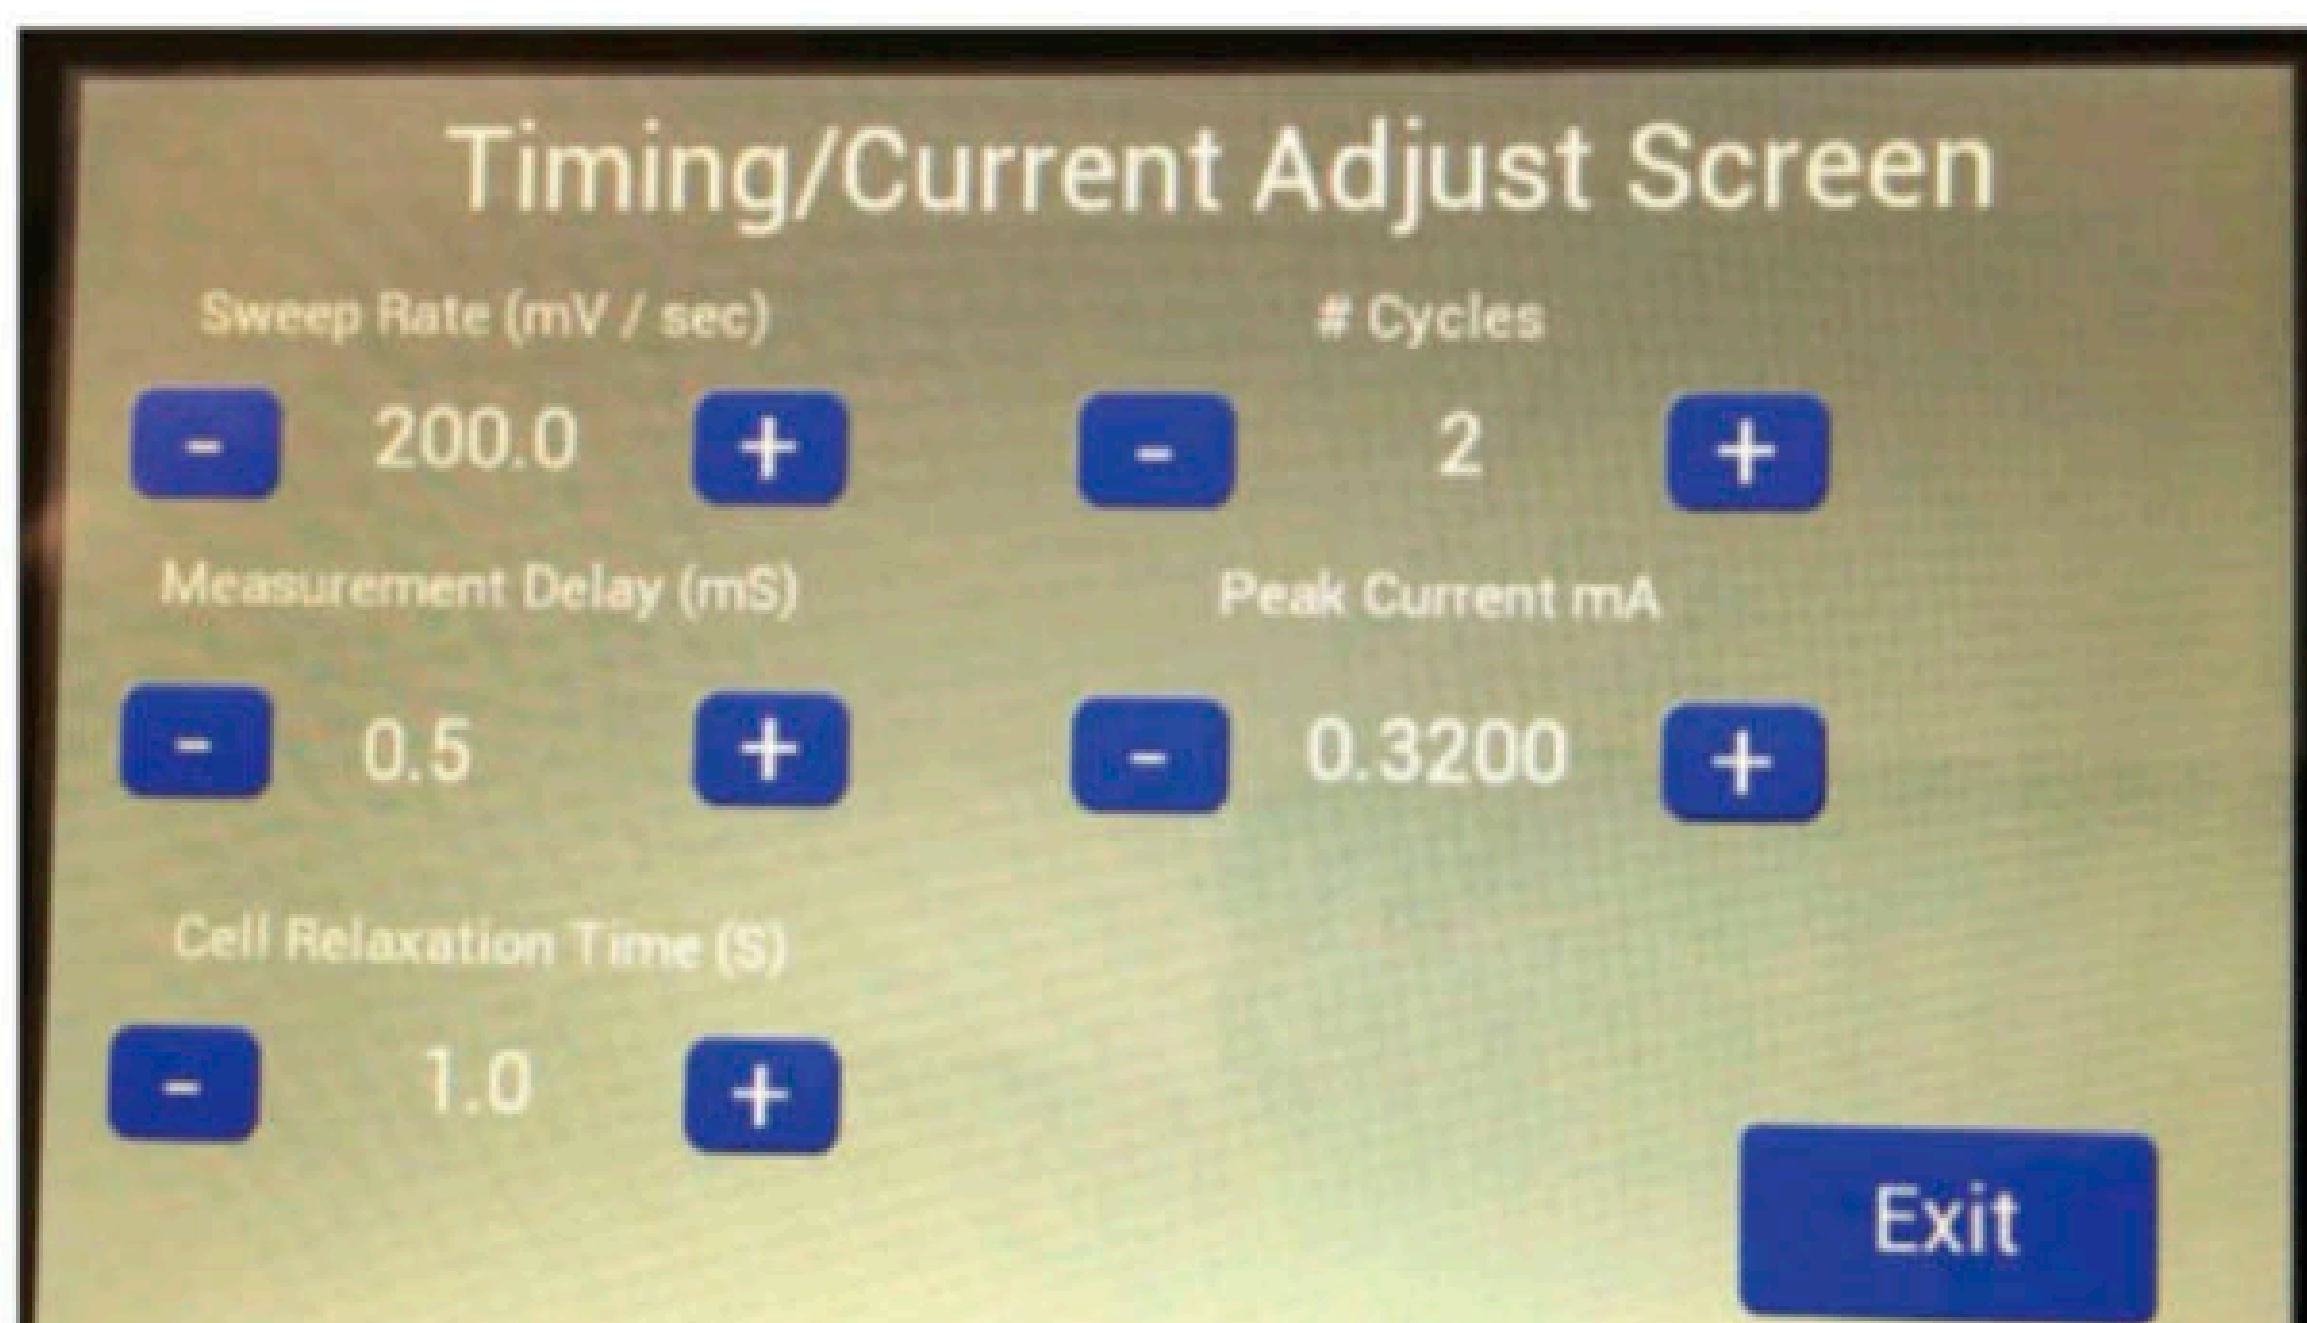 Timing/Current Adjust Screen
Sweep Rate (mV / sec)
- 200.0 +
# Cycles
- 2 +
Measurement Delay (mS)
- 0.5 +
Peak Current mA
- 0.3200 +
Cell Relaxation Time (S)
- 1.0 +
Exit